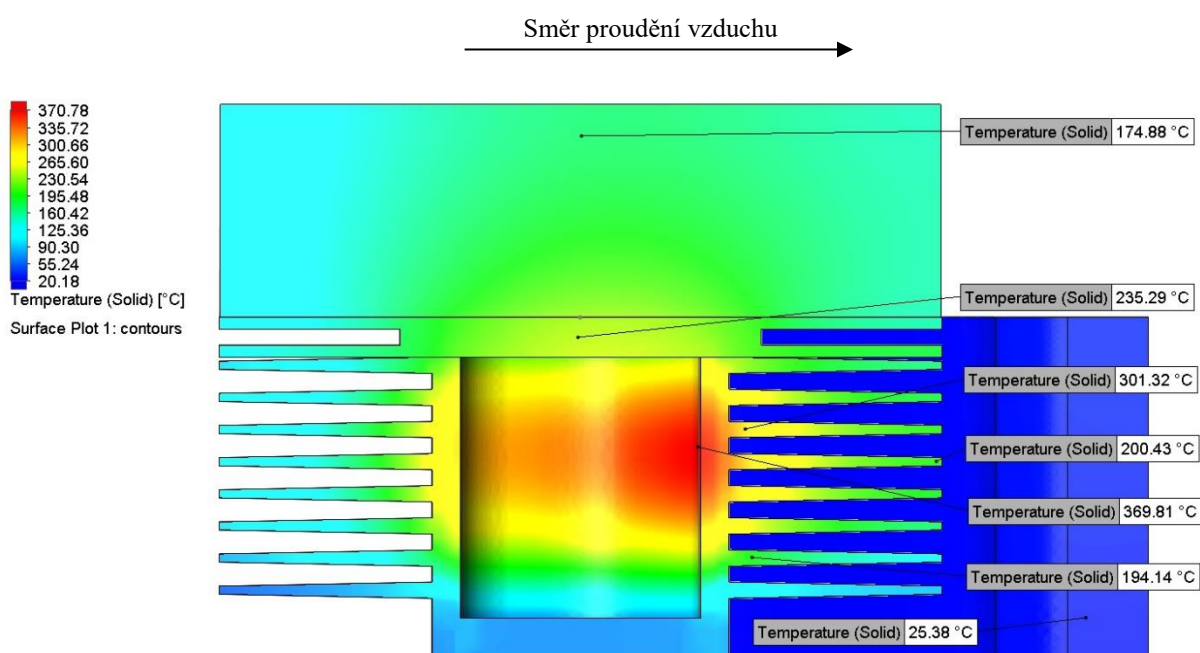 Směr proudění vzduchu
370.78
335.72
300.66
265.60
230.54
195.48
160.42
125.36
90.30
55.24
20.18
Temperature (Solid) [°C]
Surface Plot 1: contours
Temperature (Solid) 174.88 °C
Temperature (Solid) 235.29 °C
Temperature (Solid) 301.32 °C
Temperature (Solid) 200.43 °C
Temperature (Solid) 369.81 °C
Temperature (Solid) 194.14 °C
Temperature (Solid) 25.38 °C